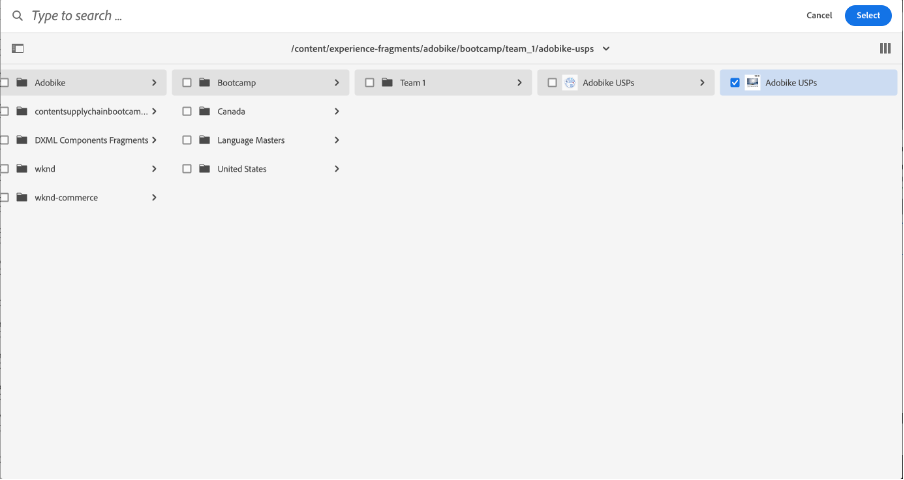 Type to search ...
Cancel
Select
/content/experience-fragments/adobike/bootcamp/team_1/adobike-usps
Adobike
Bootcamp
Team 1
Adobike USPs
Adobike USPs
contentsupplychainbootcam...
Canada
DXML Components Fragments
Language Masters
wknd
United States
wknd-commerce